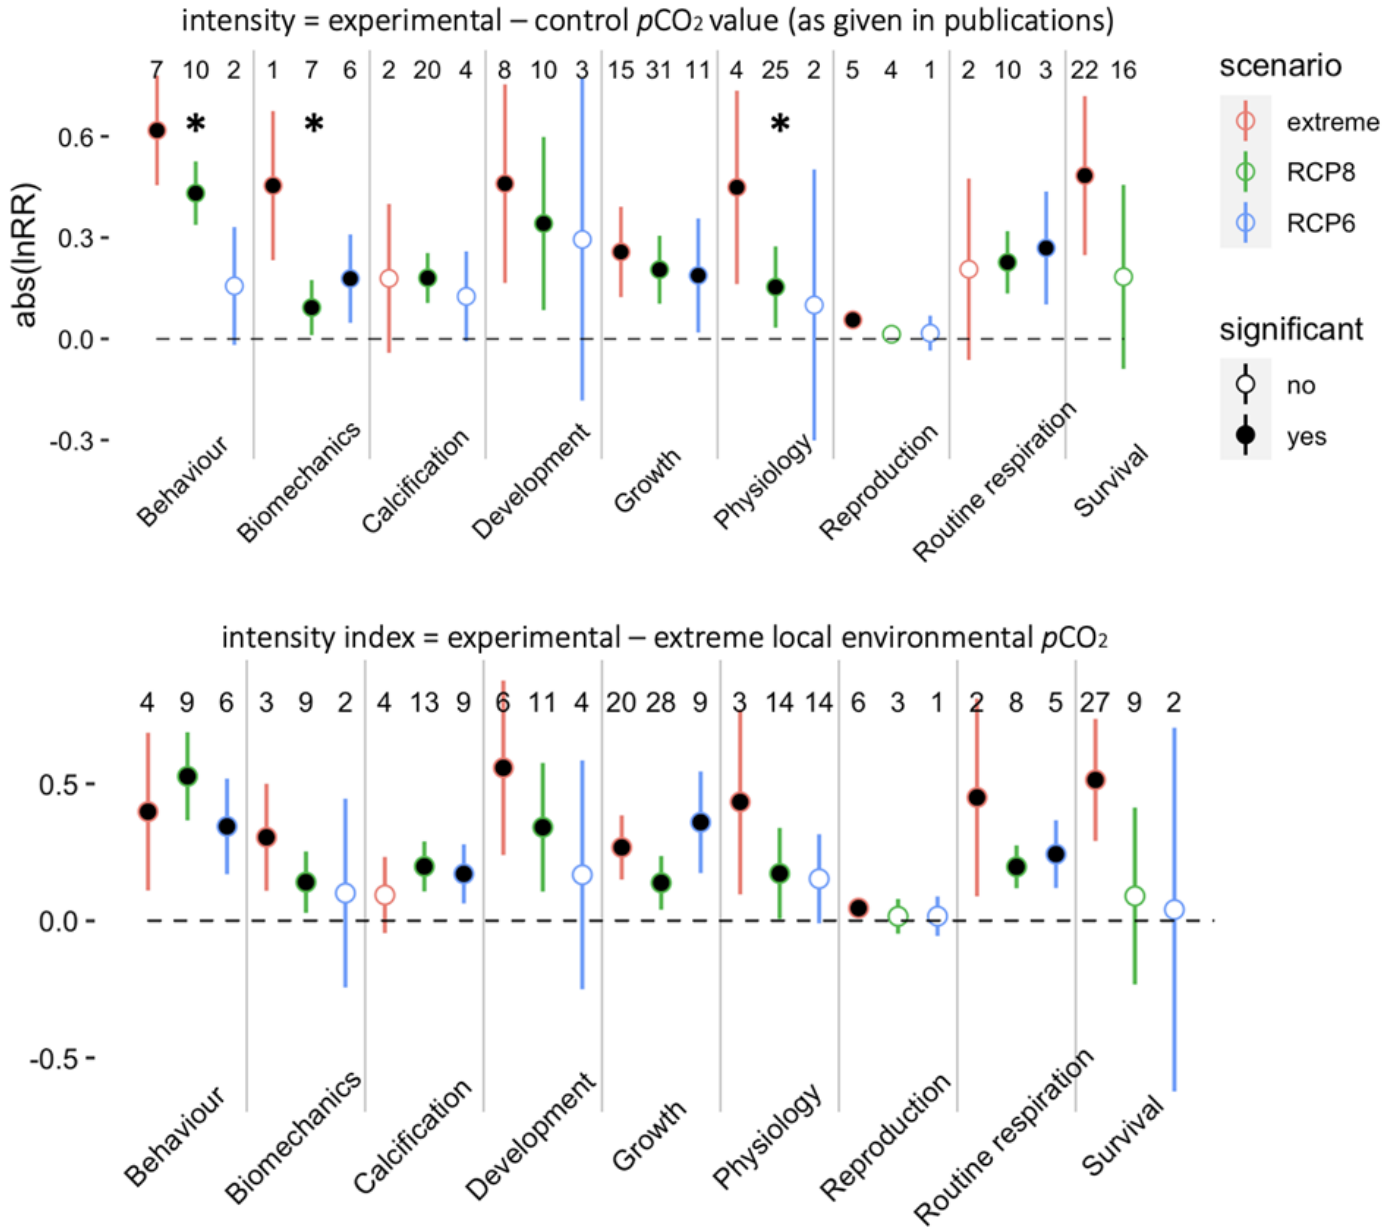 intensity = experimental – control pCO2 value (as given in publications)
7 10 2 1 7 6 2 20 4 8 10 3 15 31 11 4 25 2 5 4 1 2 10 3 22 16
* * *
abs(lnRR)
0.6
0.3
0.0
-0.3
Behaviour
Biomechanics
Calcification
Development
Growth
Physiology
Reproduction
Routine respiration
Survival
scenario
extreme
RCP8
RCP6
significant
no
yes
intensity index = experimental – extreme local environmental pCO2
4 9 6 3 9 2 4 13 9 6 11 4 20 28 9 3 14 14 6 3 1 2 8 5 27 9 2
0.5
0.0
-0.5
Behaviour
Biomechanics
Calcification
Development
Growth
Physiology
Reproduction
Routine respiration
Survival